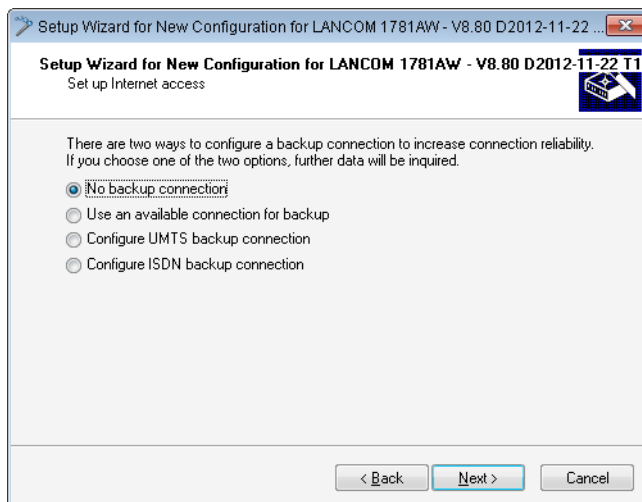 Setup Wizard for New Configuration for LANCOM 1781AW - V8.80 D2012-11-22 ...
Setup Wizard for New Configuration for LANCOM 1781AW - V8.80 D2012-11-22 T1
Set up Internet access
There are two ways to configure a backup connection to increase connection reliability.
If you choose one of the two options, further data will be inquired.
No backup connection
Use an available connection for backup
Configure UMTS backup connection
Configure ISDN backup connection
< Back
Next >
Cancel